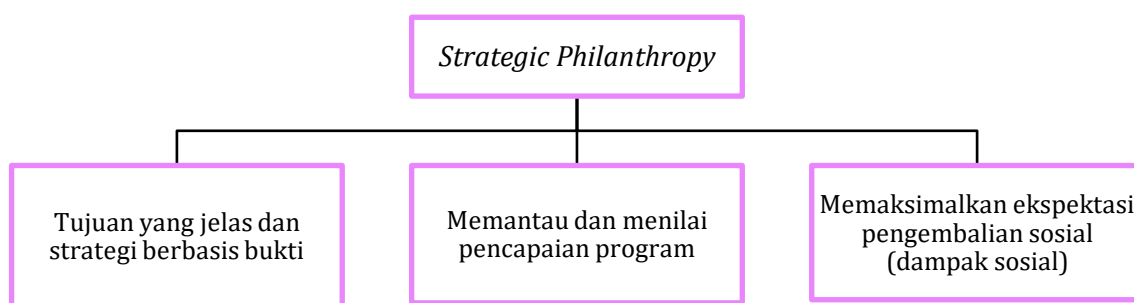 Strategic Philanthropy
Tujuan yang jelas dan
strategi berbasis bukti
Memantau dan menilai
pencapaian program
Memaksimalkan ekspektasi
pengembalian sosial
(dampak sosial)